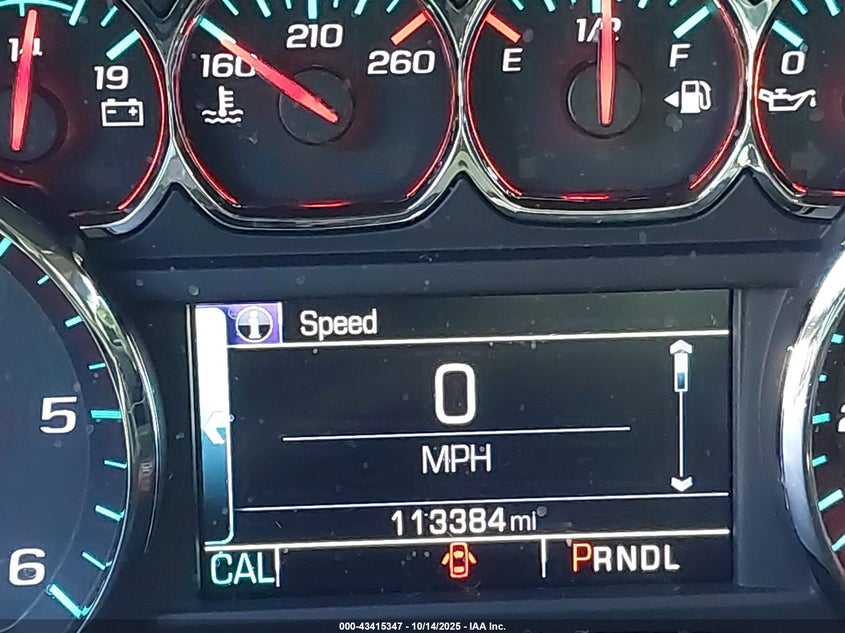 14 19
160 210 260
E 1/2 F
0
Speed
0
MPH
113384 mi
5
6
CAL
PRNDL
000-43415347 - 10/14/2025 - IAA Inc.